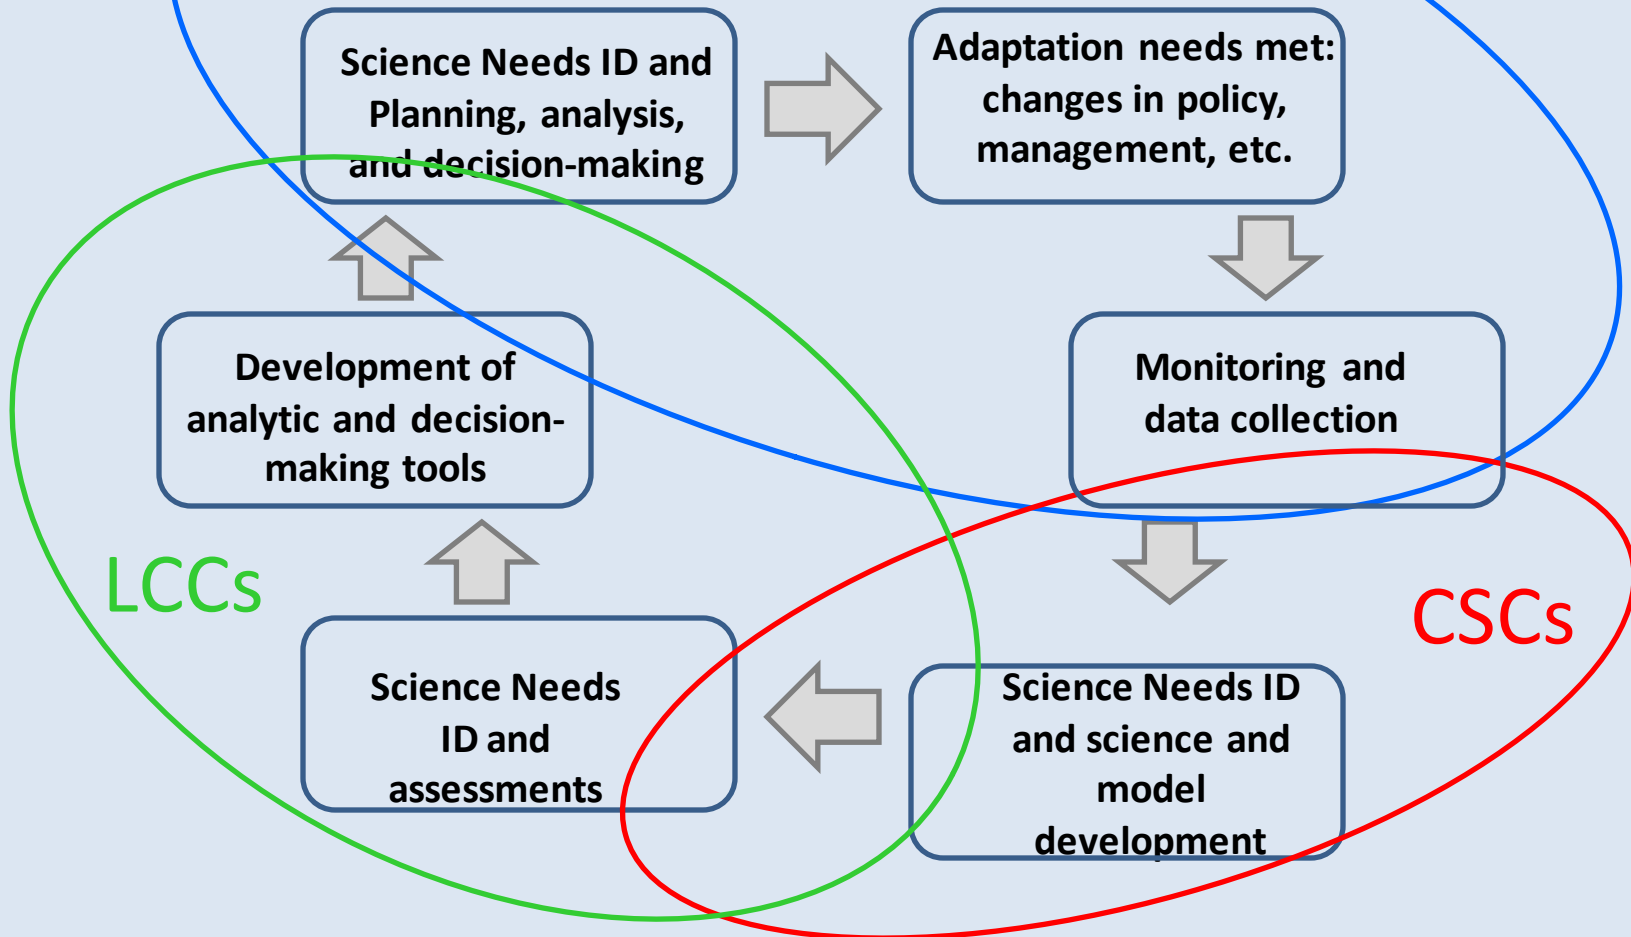 Science Needs ID and
Planning, analysis,
and decision-making
Adaptation needs met:
changes in policy,
management, etc.
Development of
analytic and decision-
making tools
Monitoring and
data collection
LCCs
CSCs
Science Needs
ID and
assessments
Science Needs ID
and science and
model
development